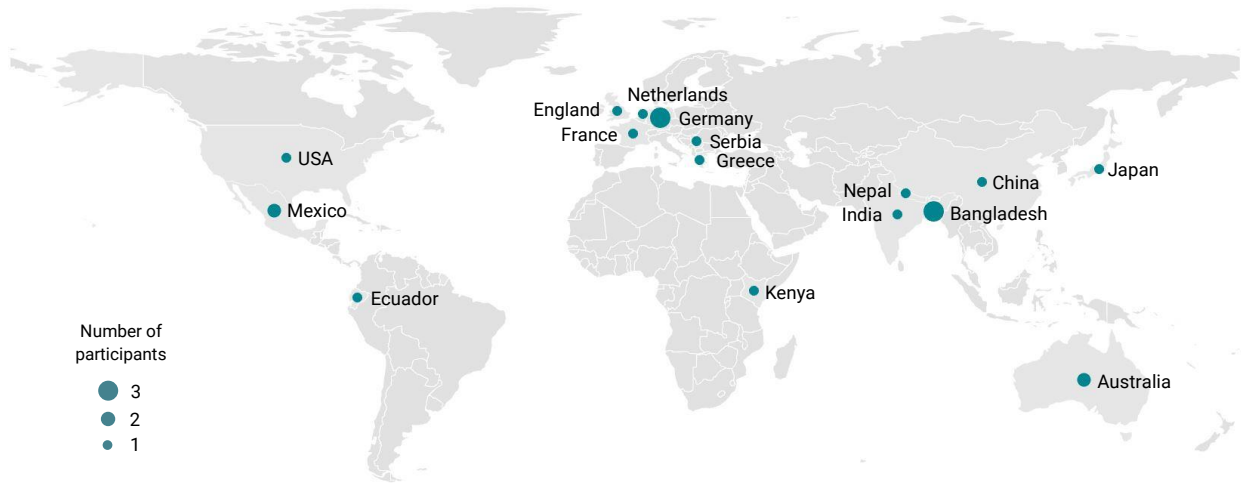 Netherlands
England
Germany
France
Serbia
Greece
USA
Japan
China
Nepal
Mexico
India
Bangladesh
Kenya
Ecuador
Number of
participants
3
2
1
Australia